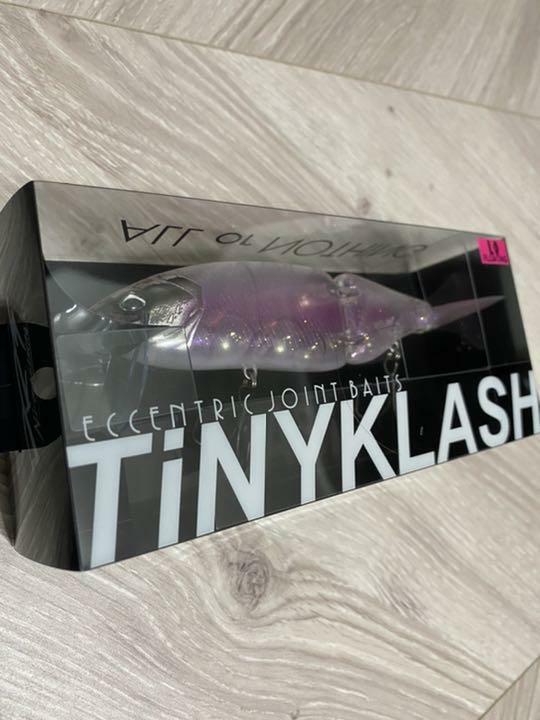 ALL or NOTHING
ECCENTRIC JOINT BAITS
TiNYKLASH